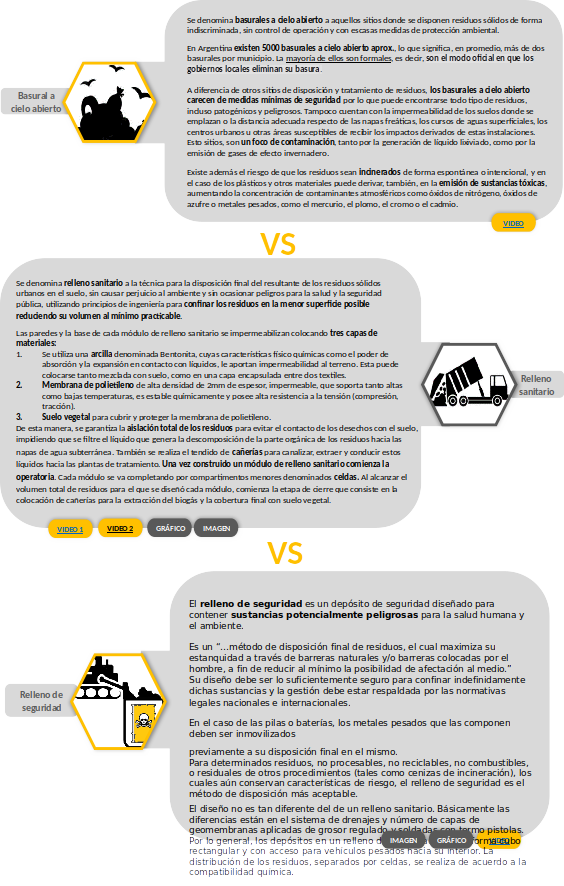 Se denomina basurales a cielo abierto a aquellos sitios donde se disponen residuos sólidos de forma
indiscriminada, sin control de operación y con escasas medidas de protección ambiental.
En Argentina existen 5000 basurales a cielo abierto aprox., lo que significa, en promedio, más de dos
basurales por municipio. La mayoría de ellos son formales, es decir, son el modo oficial en que los
gobiernos locales eliminan su basura.
A diferencia de otros sitios de disposición y tratamiento de residuos, los basurales a cielo abierto
carecen de medidas mínimas de seguridad por lo que puede encontrarse todo tipo de residuos,
incluso patogénicos y peligrosos. Tampoco cuentan con la impermeabilidad de los suelos donde se
emplazan o la distancia adecuada respecto de las napas freáticas, los cursos de aguas superficiales, los
centros urbanos u otras áreas susceptibles de recibir los impactos derivados de estas instalaciones.
Esto sitios, son un foco de contaminación, tanto por la generación de líquido lixiviado, como por la
emisión de gases de efecto invernadero.
Existe además el riesgo de que los residuos sean incinerados de forma espontánea o intencional, y en
el caso de los plásticos y otros materiales puede derivar, también, en la emisión de sustancias tóxicas,
aumentando la concentración de contaminantes atmosféricos como óxidos de nitrógeno, óxidos de
azufre o metales pesados, como el mercurio, el plomo, el cromo o el cadmio.
Basural a
cielo abierto
VIDEO
VS
Se denomina relleno sanitario a la técnica para la disposición final del resultante de los residuos sólidos
urbanos en el suelo, sin causar perjuicio al ambiente y sin ocasionar peligros para la salud y la seguridad
pública, utilizando principios de ingeniería para confinar los residuos en la menor superficie posible
reduciendo su volumen al mínimo practicable.
Las paredes y la base de cada módulo de relleno sanitario se impermeabilizan colocando tres capas de
materiales:
1. Se utiliza una arcilla denominada Bentonita, cuyas características físico químicas como el poder de
absorción y la expansión en contacto con líquidos, le aportan impermeabilidad al terreno. Esta puede
colocarse tanto mezclada con suelo, como en una capa encapsulada entre dos textiles.
2. Membrana de polietileno de alta densidad de 2mm de espesor, impermeable, que soporta tanto altas
como bajas temperaturas, es estable químicamente y posee alta resistencia a la tensión (compresión,
tracción).
3. Suelo vegetal para cubrir y proteger la membrana de polietileno.
De esta manera, se garantiza la aislación total de los residuos para evitar el contacto de los desechos con el suelo,
impidiendo que se filtre el líquido que genera la descomposición de la parte orgánica de los residuos hacia las
napas de agua subterránea. También se realiza el tendido de cañerías para canalizar, extraer y conducir estos
líquidos hacia las plantas de tratamiento. Una vez construido un módulo de relleno sanitario comienza la
operatoria. Cada módulo se va completando por compartimentos menores denominados celdas. Al alcanzar el
volumen total de residuos para el que se diseñó cada módulo, comienza la etapa de cierre que consiste en la
colocación de cañerías para la extracción del biogás y la cobertura final con suelo vegetal.
Relleno
sanitario
VIDEO 1
VIDEO 2
GRÁFICO
IMAGEN
VS
El relleno de seguridad es un depósito de seguridad diseñado para
contener sustancias potencialmente peligrosas para la salud humana y
el ambiente.
Es un "...método de disposición final de residuos, el cual maximiza su
estanquidad a través de barreras naturales y/o barreras colocadas por el
hombre, a fin de reducir al mínimo la posibilidad de afectación al medio."
Su diseño debe ser lo suficientemente seguro para confinar indefinidamente
dichas sustancias y la gestión debe estar respaldada por las normativas
legales nacionales e internacionales.
En el caso de las pilas o baterías, los metales pesados que las componen
deben ser inmovilizados
previamente a su disposición final en el mismo.
Para determinados residuos, no procesables, no reciclables, no combustibles,
o residuales de otros procedimientos (tales como cenizas de incineración), los
cuales aún conservan características de riesgo, el relleno de seguridad es el
método de disposición más aceptable.
El diseño no es tan diferente del de un relleno sanitario. Básicamente las
diferencias están en el sistema de drenajes y número de capas de
geomembranas aplicadas de grosor regulado y soldadas con termo pistolas.
Por lo general, los depósitos en un relleno
rectangular y con acceso para vehículos pesados hacia su interior. La
distribución de los residuos, separados por celdas, se realiza de acuerdo a la
compatibilidad química.
Relleno de
seguridad
IMAGEN
GRÁFICO
VIDEO